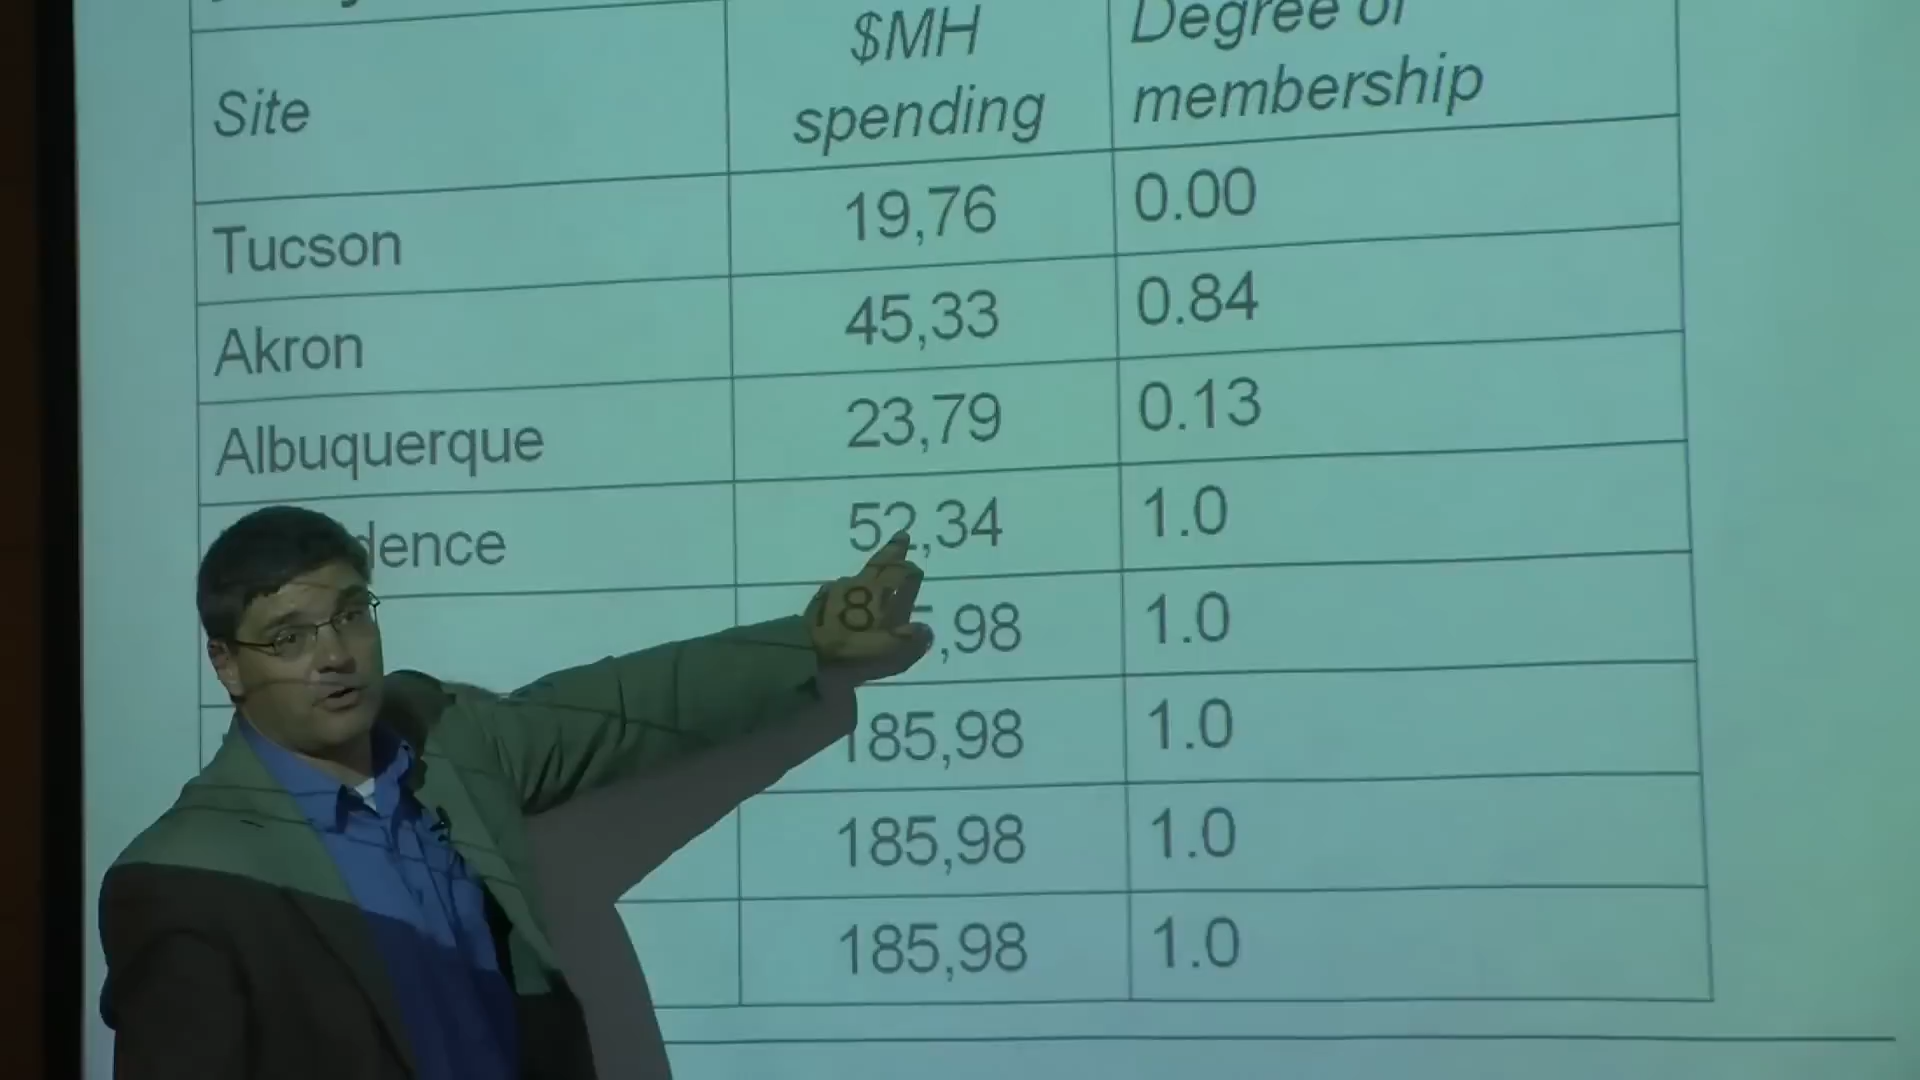 Site $MH spending Degree of membership
Tucson 19,76 0.00
Akron 45,33 0.84
Albuquerque 23,79 0.13
dence 52,34 1.0
18 5,98 1.0
185,98 1.0
185,98 1.0
185,98 1.0